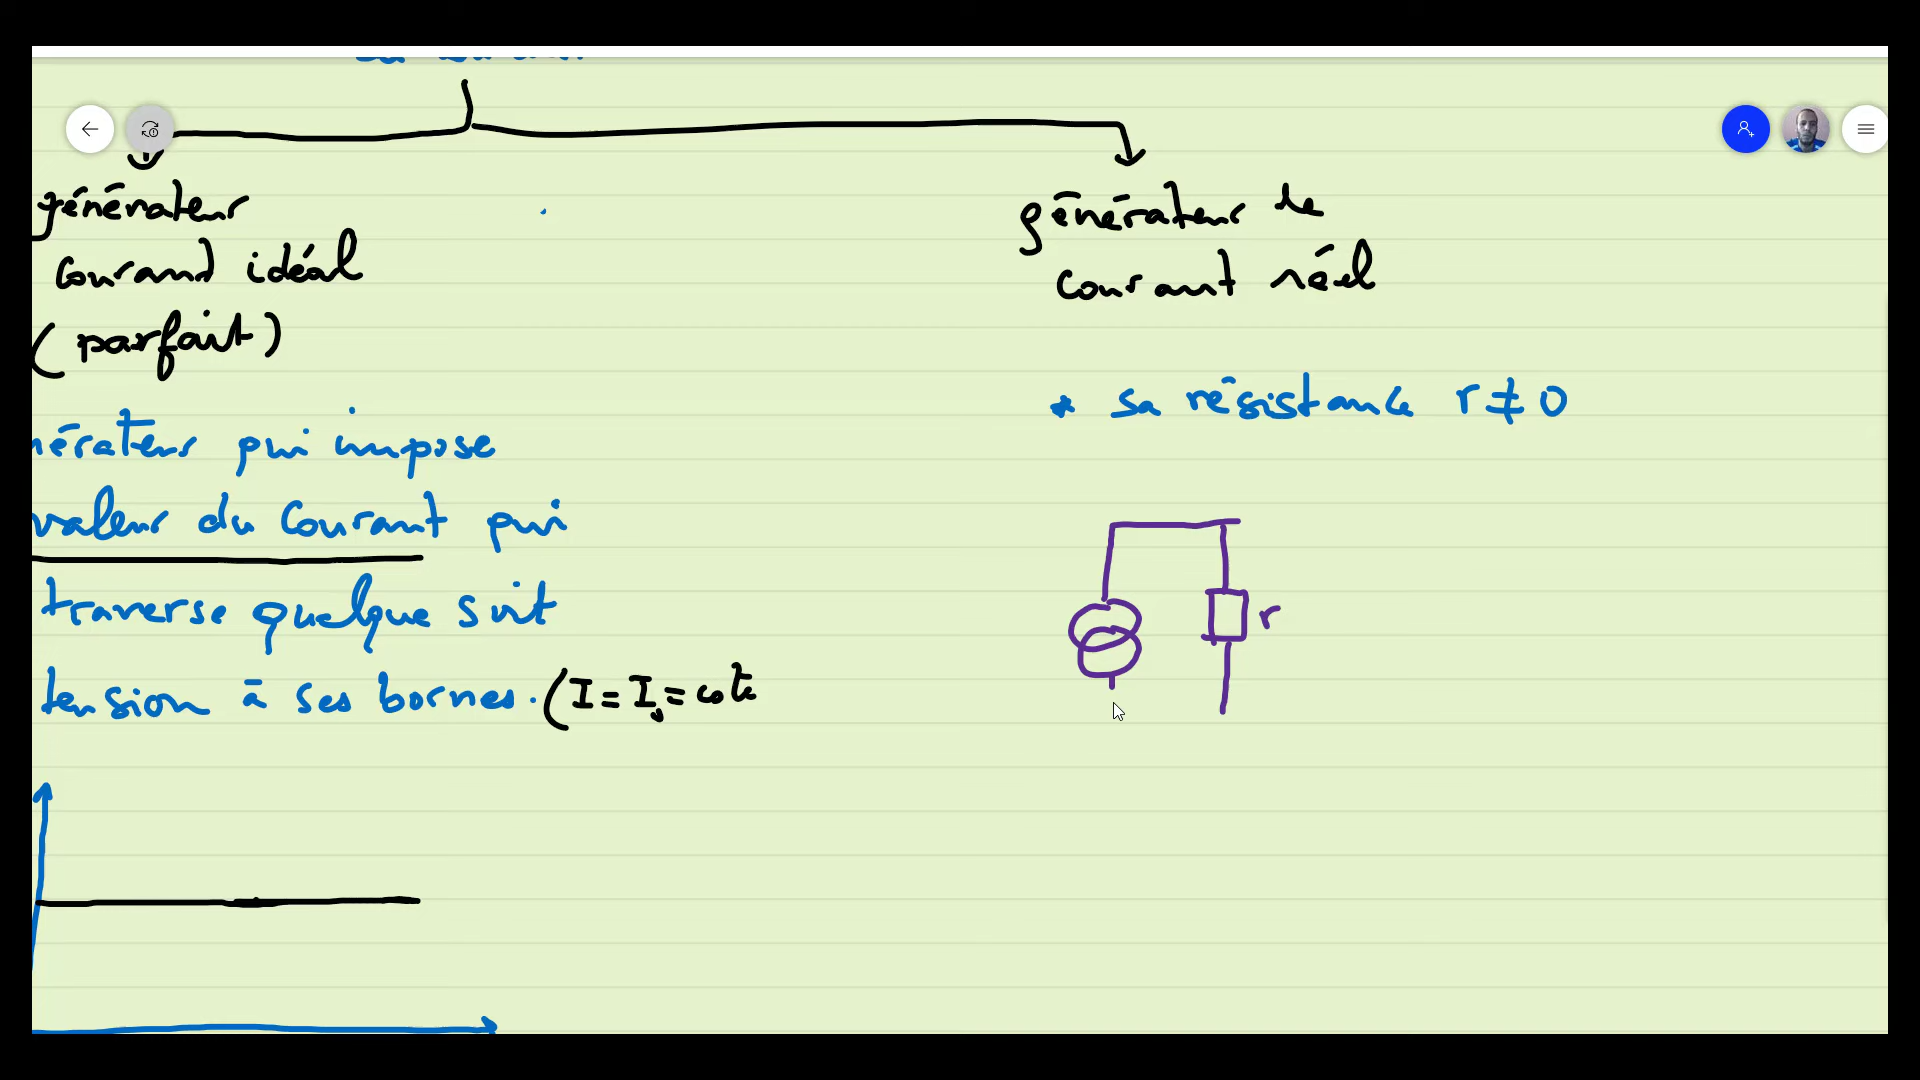 générateur
courant idéal
(parfait)
nérateur qui impose
valeur du courant qui
traverse quelque soit
tension à ses bornes. (I = I0 = cote
générateur de
courant réel
* sa résistance r ≠ 0
r